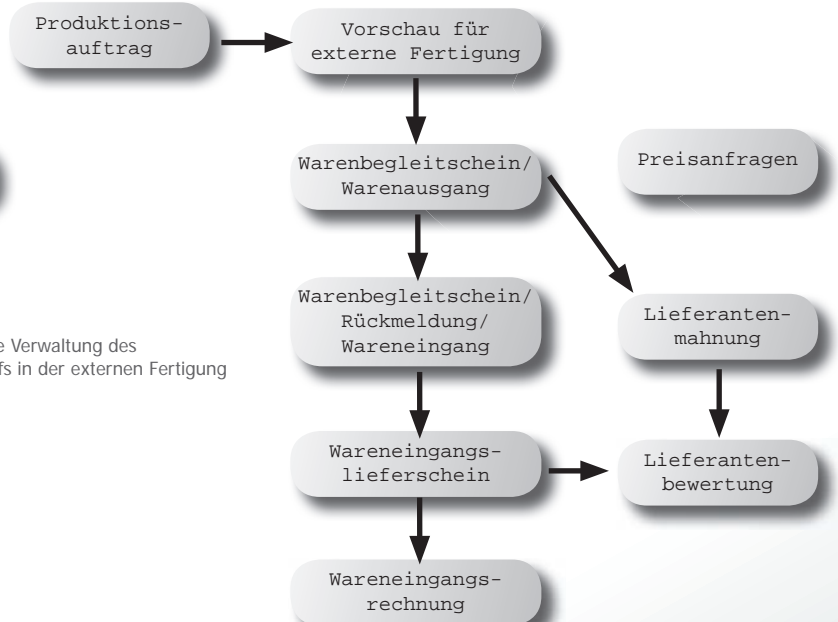 Produktions-
auftrag
Vorschau für
externe Fertigung
Warenbegleitschein/
Warenausgang
Preisanfragen
Warenbegleitschein/
Rückmeldung/
Wareneingang
Lieferanten-
mahnung
Verwaltung des
in der externen Fertigung
Wareneingangs-
lieferschein
Lieferanten-
bewertung
Wareneingangs-
rechnung